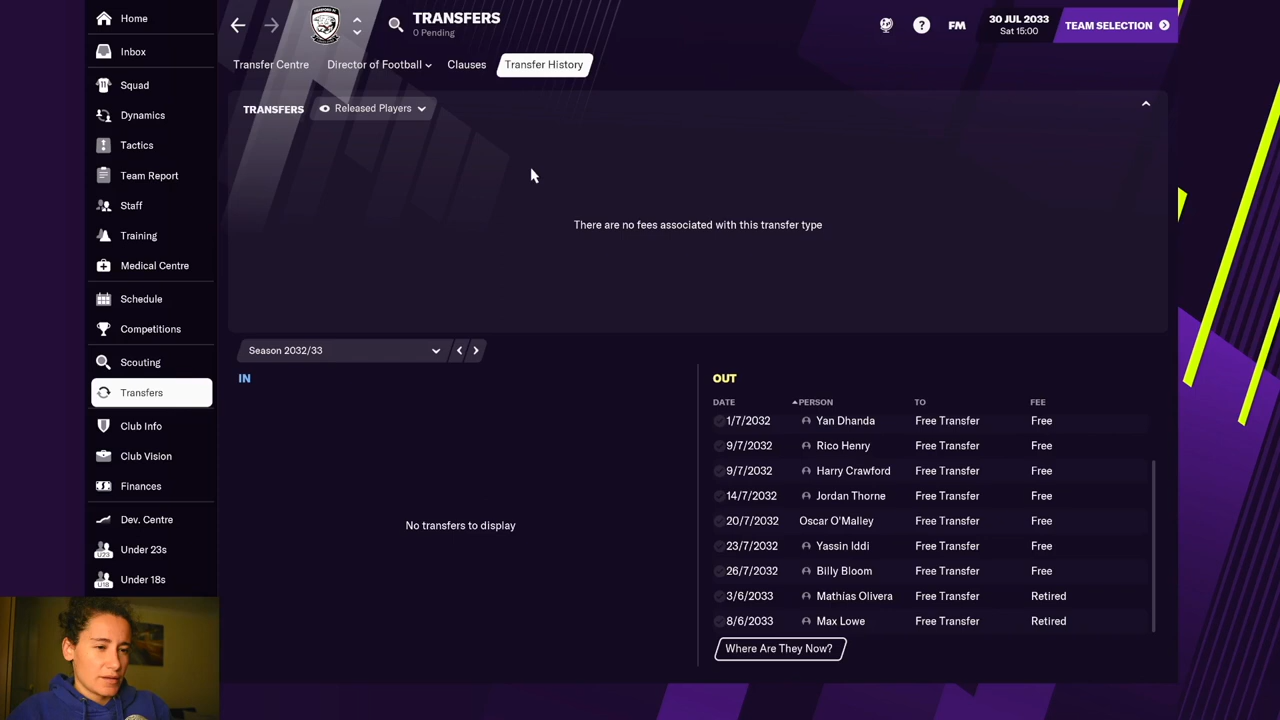 TRANSFERS
0 Pending
FM
30 JUL 2033
Sat 15:00
TEAM SELECTION
Home
Inbox
Squad
Dynamics
Tactics
Team Report
Staff
Training
Medical Centre
Schedule
Competitions
Scouting
Transfers
Club Info
Club Vision
Finances
Dev. Centre
U23 Under 23s
U18 Under 18s
Transfer Centre Director of Football Clauses Transfer History
TRANSFERS Released Players
There are no fees associated with this transfer type
Season 2032/33
IN
No transfers to display
OUT
DATE PERSON TO FEE
1/7/2032 Yan Dhanda Free Transfer Free
9/7/2032 Rico Henry Free Transfer Free
9/7/2032 Harry Crawford Free Transfer Free
14/7/2032 Jordan Thorne Free Transfer Free
20/7/2032 Oscar O'Malley Free Transfer Free
23/7/2032 Yassin Iddi Free Transfer Free
26/7/2032 Billy Bloom Free Transfer Free
3/6/2033 Mathías Olivera Free Transfer Retired
8/6/2033 Max Lowe Free Transfer Retired
Where Are They Now?